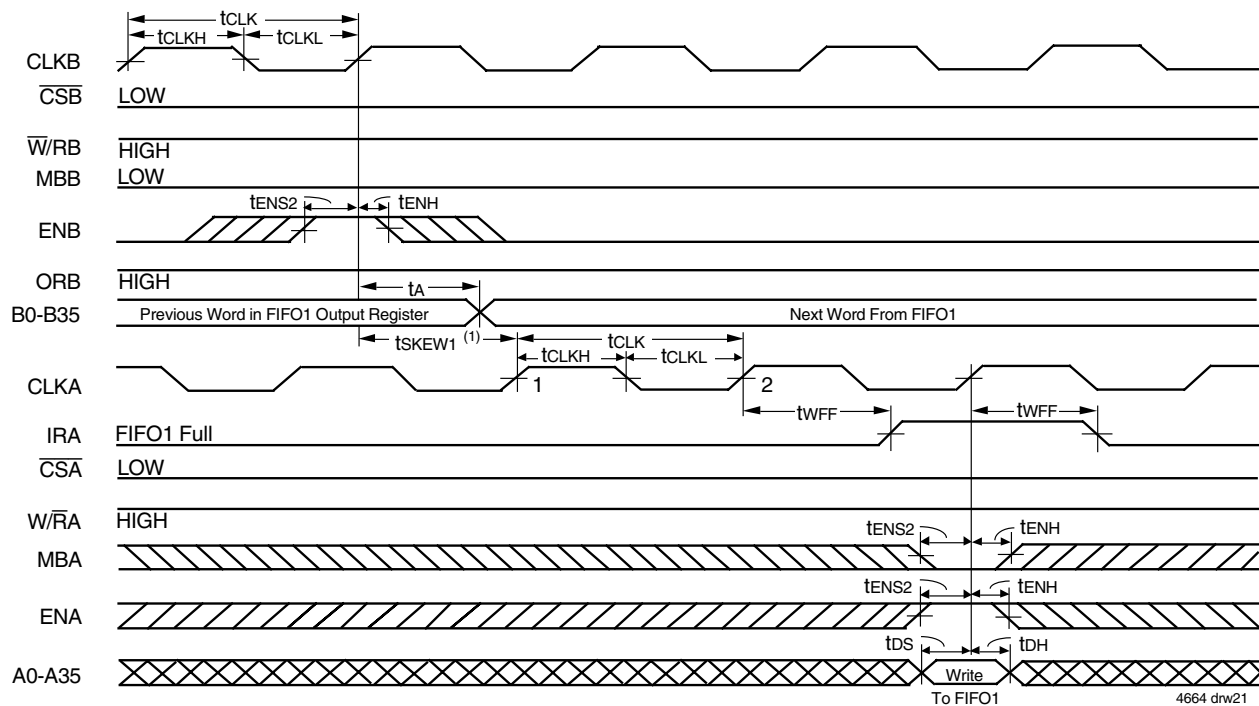 tCLK
tCLKH tCLKL
CLKB
CSB LOW
W/RB HIGH
MBB LOW
tENS2 tENH
ENB
ORB HIGH
tA
B0-B35 Previous Word in FIFO1 Output Register Next Word From FIFO1
tSKEW1 (1) tCLK
tCLKH tCLKL
CLKA 1 2
tWFF tWFF
IRA FIFO1 Full
CSA LOW
W/RA HIGH
tENS2 tENH
MBA
tENS2 tENH
ENA
tDS tDH
A0-A35 Write
To FIFO1 4664 drw21